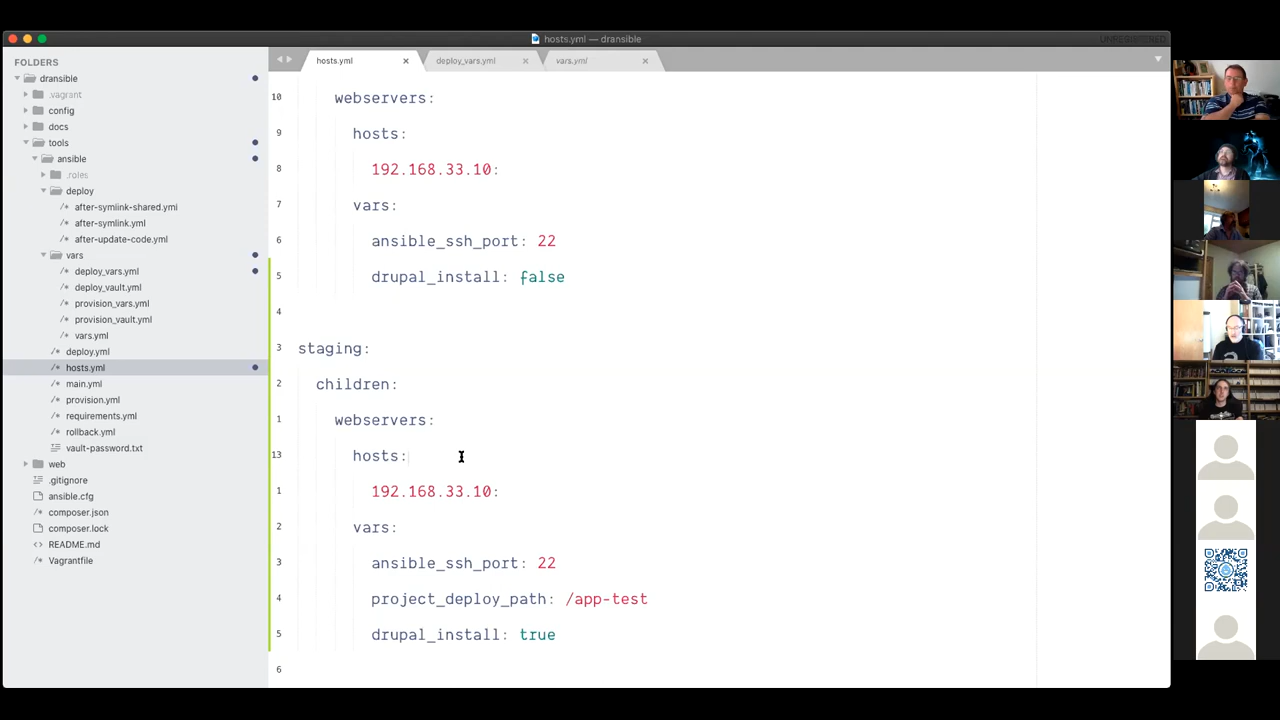 hosts.yml — dransible
UNREGISTERED
FOLDERS
dransible
.vagrant
config
docs
tools
ansible
.roles
deploy
after-symlink-shared.yml
after-symlink.yml
after-update-code.yml
vars
deploy_vars.yml
deploy_vault.yml
provision_vars.yml
provision_vault.yml
vars.yml
deploy.yml
hosts.yml
main.yml
provision.yml
requirements.yml
rollback.yml
vault-password.txt
web
.gitignore
ansible.cfg
composer.json
composer.lock
README.md
Vagrantfile
hosts.yml
deploy_vars.yml
vars.yml
10 webservers:
9 hosts:
8 192.168.33.10:
7 vars:
6 ansible_ssh_port: 22
5 drupal_install: false
4
3 staging:
2 children:
1 webservers:
13 hosts:
1 192.168.33.10:
2 vars:
3 ansible_ssh_port: 22
4 project_deploy_path: /app-test
5 drupal_install: true
6